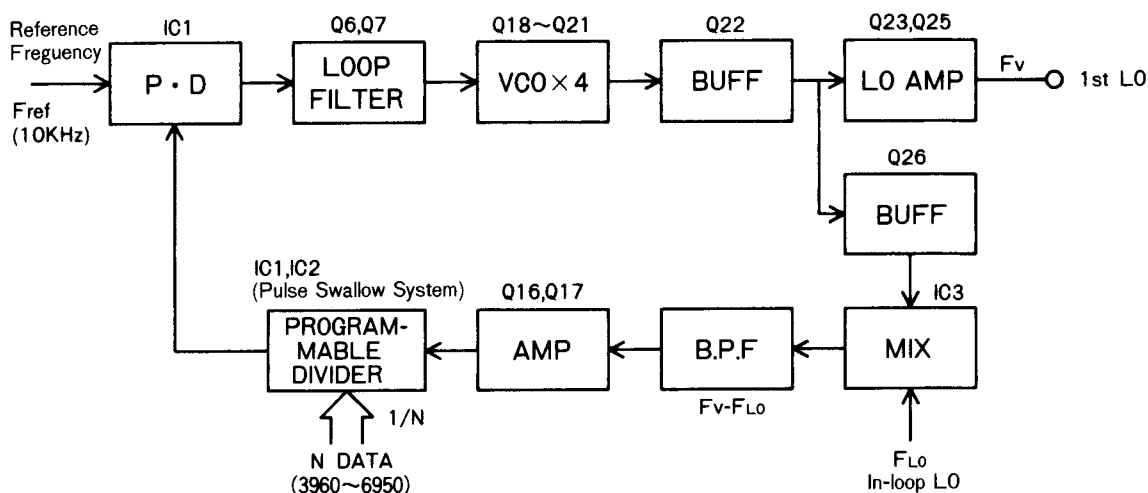 Reference
Freguency
Fref
(10KHz)
IC1
P・D
Q6,Q7
LOOP
FILTER
Q18～Q21
VCO×4
Q22
BUFF
Q23,Q25
LO AMP
Fv
1st LO
Q26
BUFF
IC3
MIX
FLO
In-loop LO
B.P.F
Fv-FLO
Q16,Q17
AMP
IC1,IC2
(Pulse Swallow System)
PROGRAM-
MABLE
DIVIDER
1/N
N DATA
(3960～6950)